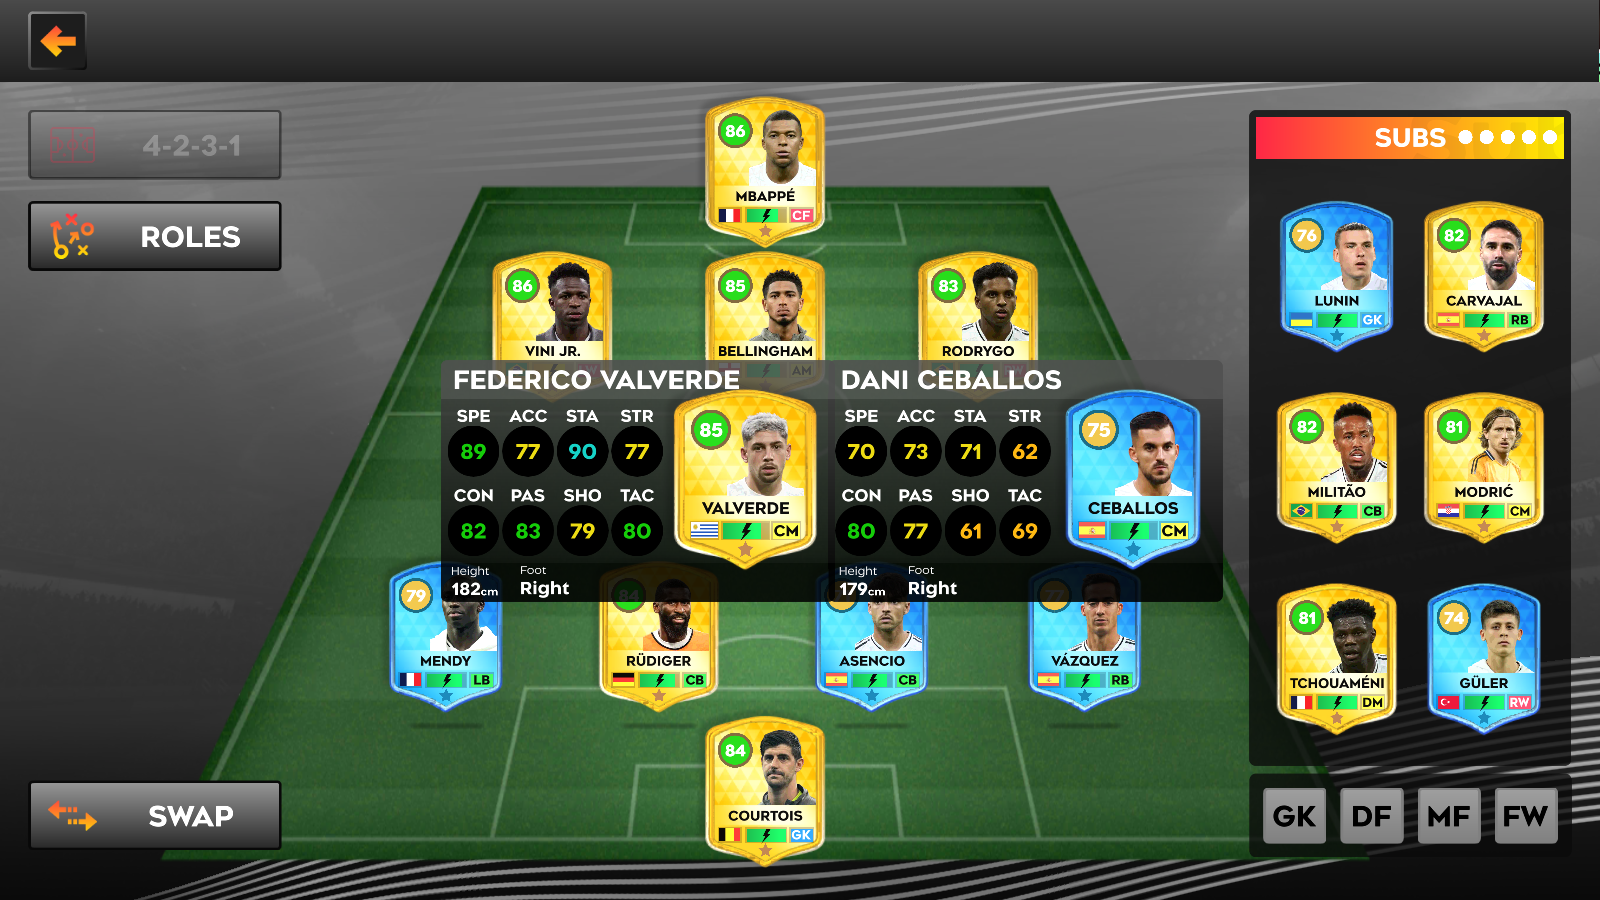 4-2-3-1
ROLES
86
MBAPPÉ
CF
86
VINI JR.
85
BELLINGHAM
AM
83
RODRYGO
FEDERICO VALVERDE
SPE ACC STA STR
89 77 90 77
CON PAS SHO TAC
82 83 79 80
Height Foot
182cm Right
85
VALVERDE
CM
DANI CEBALLOS
SPE ACC STA STR
70 73 71 62
CON PAS SHO TAC
80 77 61 69
Height Foot
179cm Right
75
CEBALLOS
CM
79
MENDY
LB
84
RÜDIGER
CB
ASENCIO
CB
77
VÁZQUEZ
RB
84
COURTOIS
GK
SWAP
SUBS
76
LUNIN
GK
82
CARVAJAL
RB
82
MILITÃO
CB
81
MODRIĆ
CM
81
TCHOUAMÉNI
DM
74
GÜLER
RW
GK DF MF FW